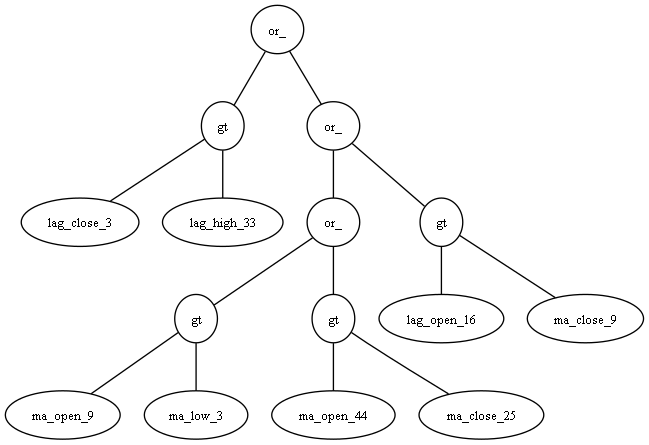 or_
gt
or_
lag_close_3
lag_high_33
or_
gt
gt
gt
lag_open_16
ma_close_9
ma_open_9
ma_low_3
ma_open_44
ma_close_25